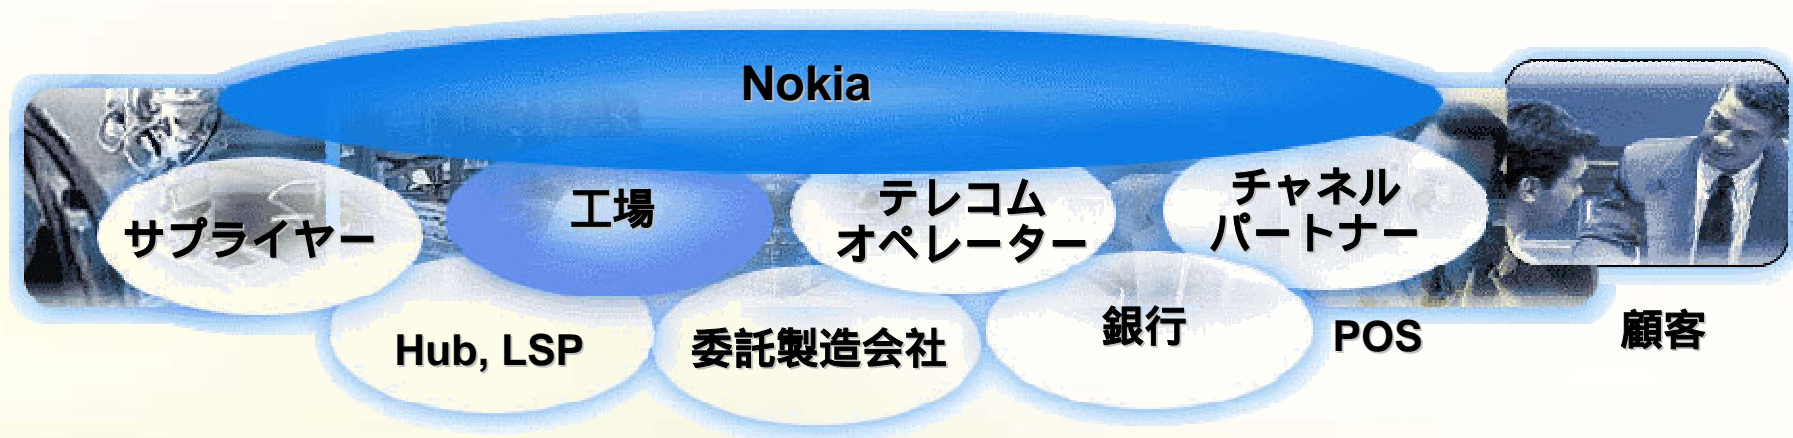 Nokia
サプライヤー
工場
テレコム
オペレーター
チャネル
パートナー
Hub, LSP
委託製造会社
銀行
POS
顧客